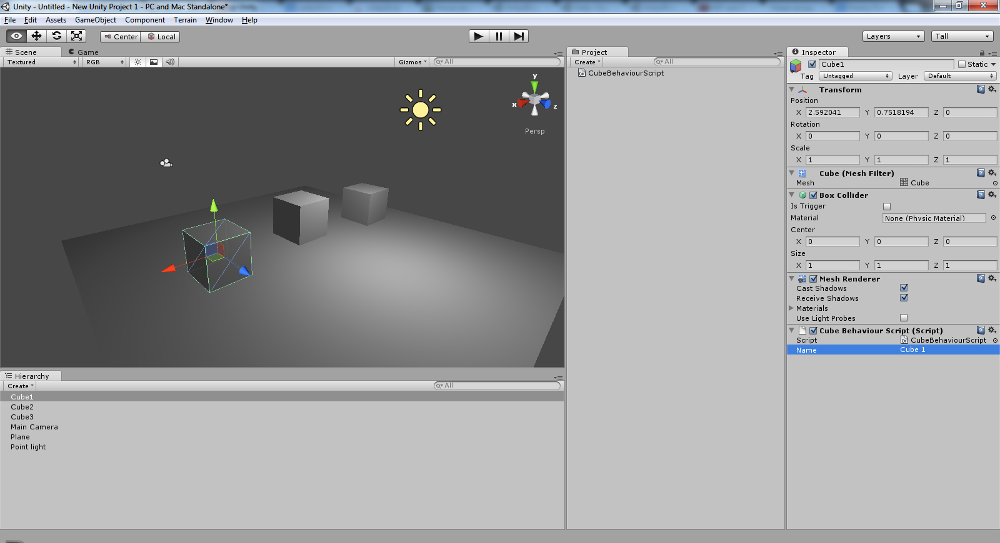 Unity - Untitled - New Unity Project 1 - PC and Mac Standalone*
File Edit Assets GameObject Component Terrain Window Help
Center Local Layers Tall
Scene Game
Textured RGB Gizmos All
y
x
z
Persp
Hierarchy
Create All
Cube1
Cube2
Cube3
Main Camera
Plane
Point light
Project
Create All
CubeBehaviourScript
Inspector
Cube1 Static
Tag Untagged Layer Default
Transform
Position
X 2.592041 Y 0.7518194 Z 0
Rotation
X 0 Y 0 Z 0
Scale
X 1 Y 1 Z 1
Cube (Mesh Filter)
Mesh Cube
Box Collider
Is Trigger
Material None (Physic Material)
Center
X 0 Y 0 Z 0
Size
X 1 Y 1 Z 1
Mesh Renderer
Cast Shadows
Receive Shadows
Materials
Use Light Probes
Cube Behaviour Script (Script)
Script CubeBehaviourScript
Name Cube 1